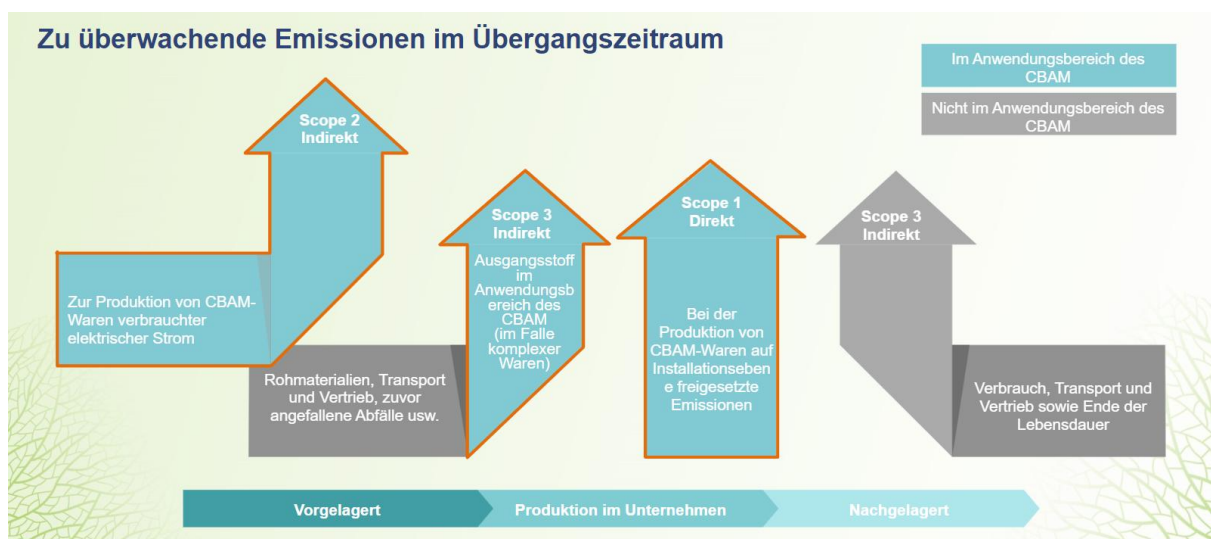 Zu überwachende Emissionen im Übergangszeitraum
Im Anwendungsbereich des
CBAM
Nicht im Anwendungsbereich des
CBAM
Scope 2
Indirekt
Zur Produktion von CBAM-
Waren verbrauchter
elektrischer Strom
Rohmaterialien, Transport
und Vertrieb, zuvor
angefallene Abfälle usw.
Scope 3
Indirekt
Ausgangsstoff
im
Anwendungsb
ereich des
CBAM
(im Falle
komplexer
Waren)
Scope 1
Direkt
Bei der
Produktion von
CBAM-Waren auf
Installationseben
e freigesetzte
Emissionen
Scope 3
Indirekt
Verbrauch, Transport und
Vertrieb sowie Ende der
Lebensdauer
Vorgelagert
Produktion im Unternehmen
Nachgelagert